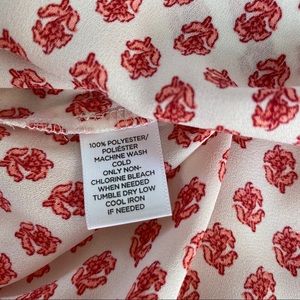 100% POLYESTER/
POLIÉSTER
MACHINE WASH
COLD
ONLY NON-
CHLORINE BLEACH
WHEN NEEDED
TUMBLE DRY LOW
COOL IRON
IF NEEDED